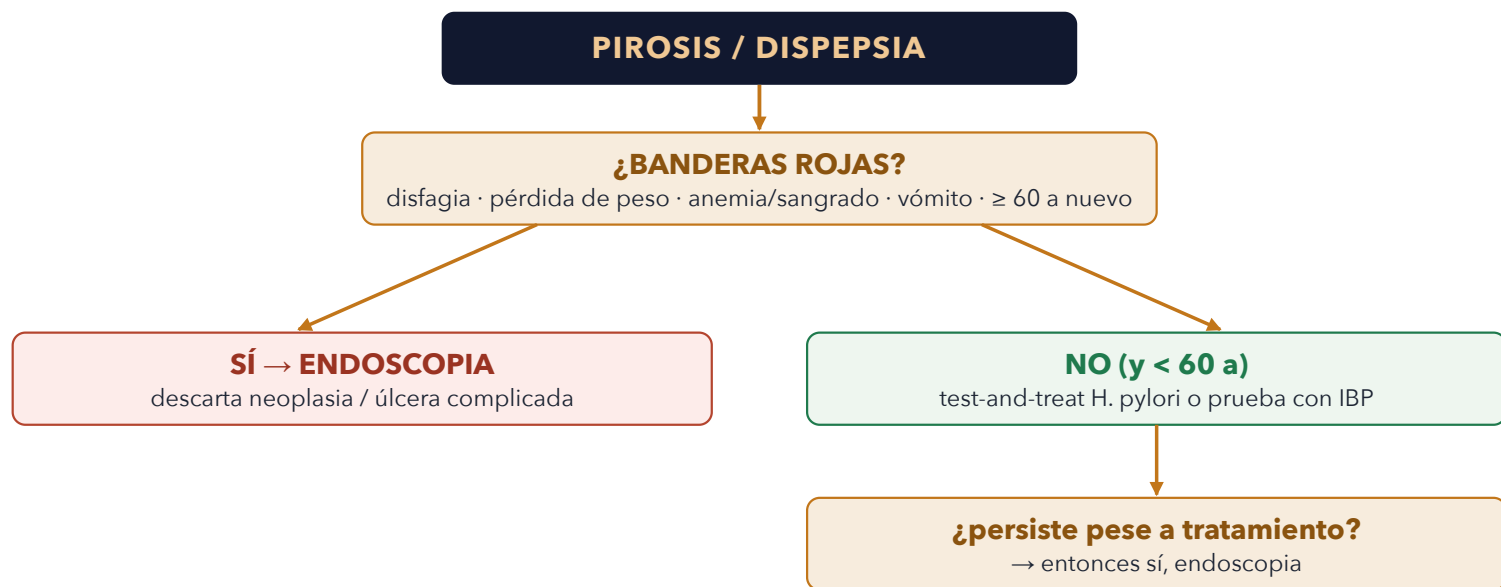 PIROSIS / DISPEPSIA
¿BANDERAS ROJAS?
disfagia · pérdida de peso · anemia/sangrado · vómito · ≥ 60 a nuevo
SÍ → ENDOSCOPIA
descarta neoplasia / úlcera complicada
NO (y < 60 a)
test-and-treat H. pylori o prueba con IBP
¿persiste pese a tratamiento?
→ entonces sí, endoscopia